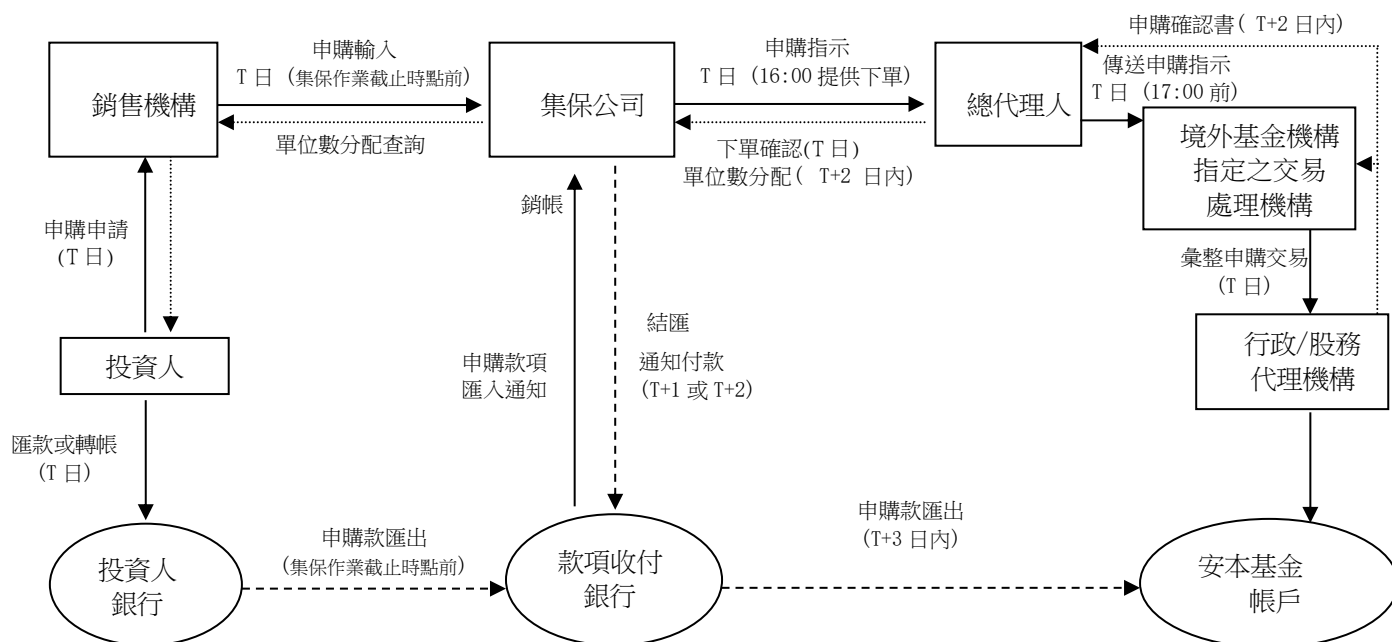 申購確認書( T+2 日內)
申購輸入
T 日 (集保作業截止時點前)
申購指示
T 日 (16:00 提供下單)
傳送申購指示
T 日 (17:00 前)
銷售機構
集保公司
總代理人
單位數分配查詢
下單確認(T 日)
單位數分配( T+2 日內)
境外基金機構
指定之交易
處理機構
銷帳
申購申請
(T 日)
彙整申購交易
(T 日)
結匯
通知付款
(T+1 或 T+2)
申購款項
匯入通知
投資人
行政/股務
代理機構
匯款或轉帳
(T 日)
申購款匯出
(集保作業截止時點前)
申購款匯出
(T+3 日內)
投資人
銀行
款項收付
銀行
安本基金
帳戶